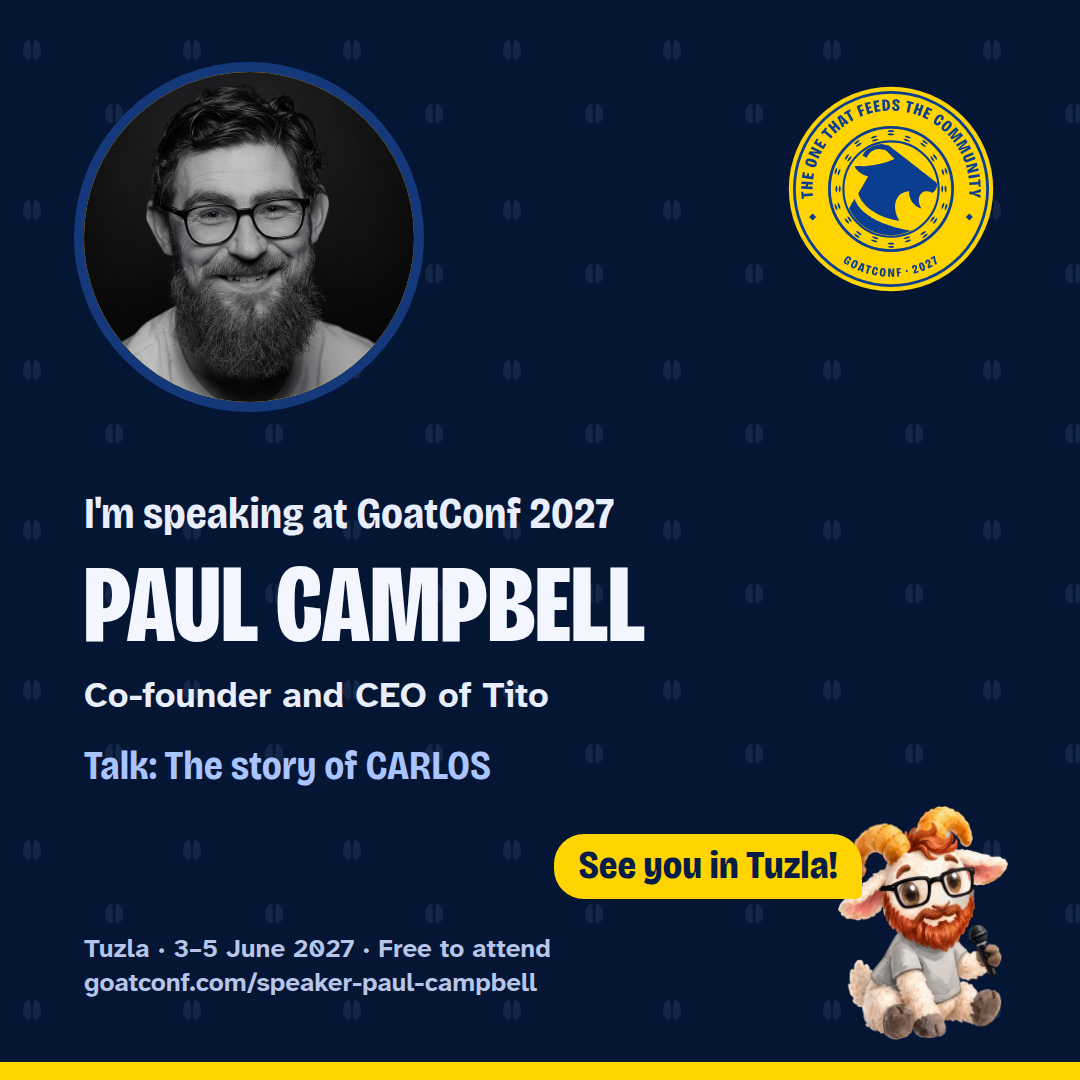 THE ONE THAT FEEDS THE COMMUNITY
GOATCONF · 2027
I'm speaking at GoatConf 2027
PAUL CAMPBELL
Co-founder and CEO of Tito
Talk: The story of CARLOS
See you in Tuzla!
Tuzla · 3–5 June 2027 · Free to attend
goatconf.com/speaker-paul-campbell